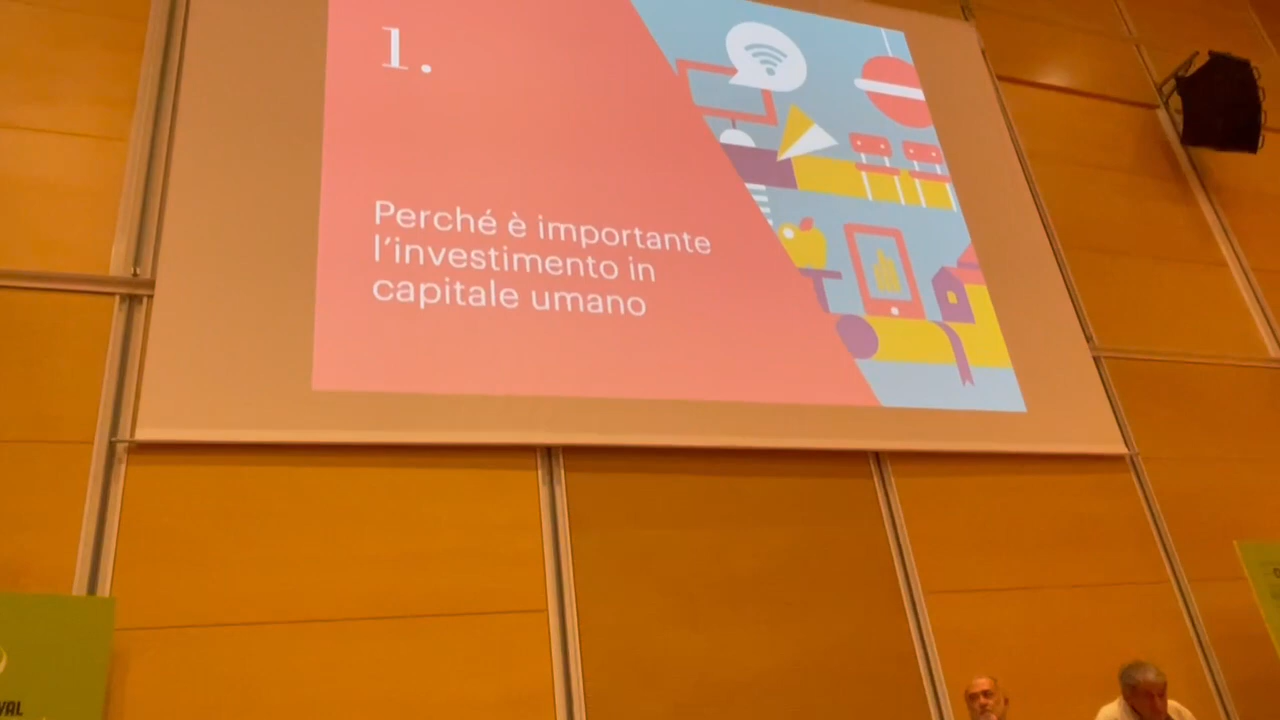 1.
Perché è importante
l'investimento in
capitale umano